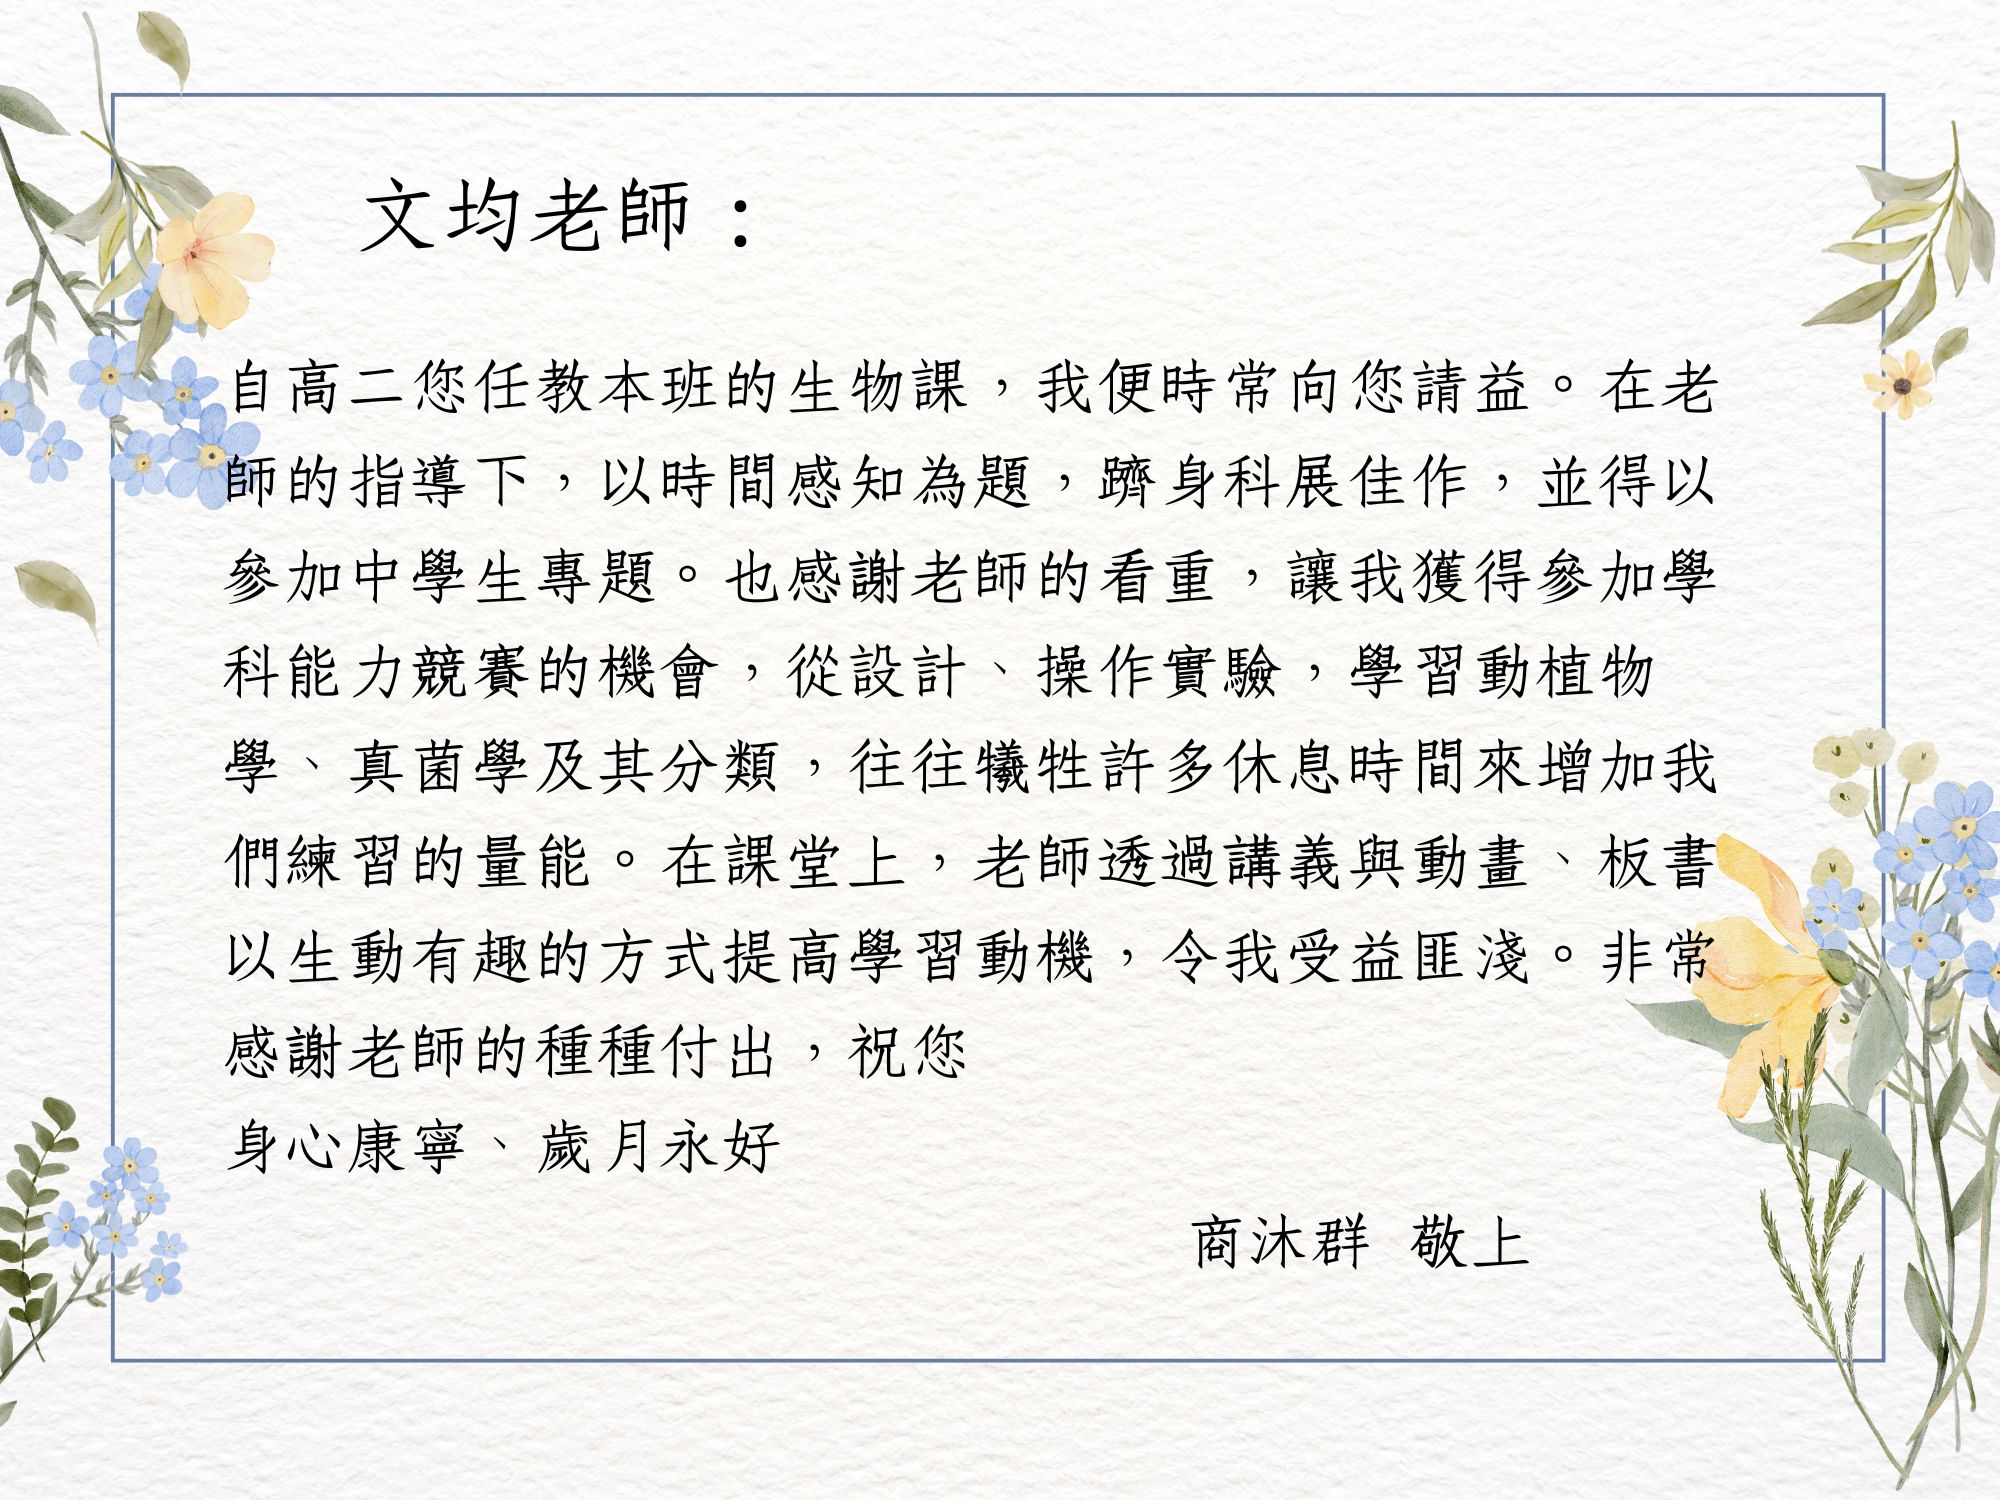 文均老師：
自高二您任教本班的生物課，我便時常向您請益。在老
師的指導下，以時間感知為題，躋身科展佳作，並得以
參加中學生專題。也感謝老師的看重，讓我獲得參加學
科能力競賽的機會，從設計、操作實驗，學習動植物
學、真菌學及其分類，往往犧牲許多休息時間來增加我
們練習的量能。在課堂上，老師透過講義與動畫、板書
以生動有趣的方式提高學習動機，令我受益匪淺。非常
感謝老師的種種付出，祝您
身心康寧、歲月永好
商沐群 敬上